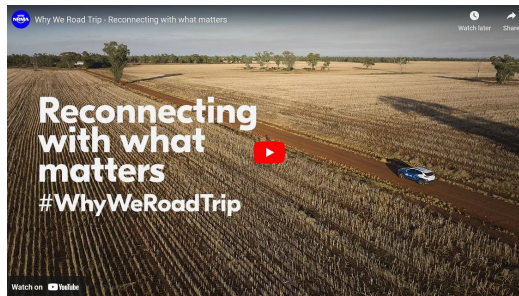 NRMA
Why We Road Trip - Reconnecting with what matters
Watch later
Share
Reconnecting
with what
matters
#WhyWeRoadTrip
Watch on YouTube